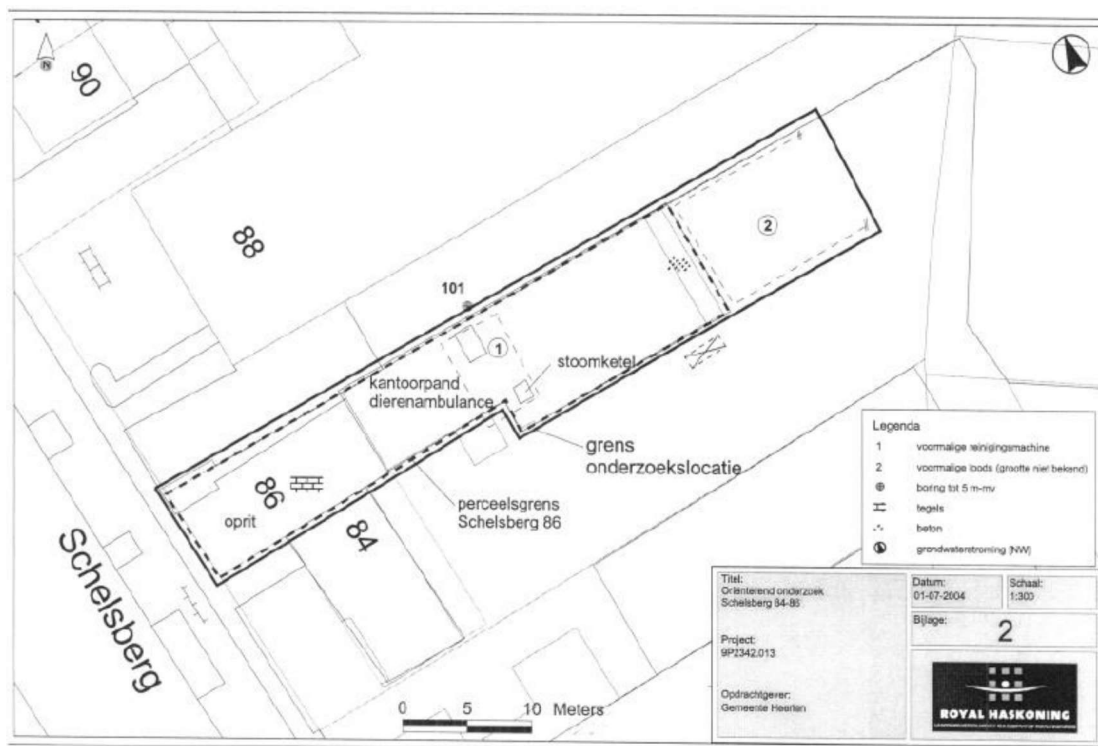 N
90
88
101
1
2
stoomketel
kantoorpand
dierenambulance
grens
onderzoekslocatie
86
oprit
perceelsgrens
Schelsberg 86
84
Schelsberg
0 5 10 Meters
Legenda
1 voormalige reinigingsmachine
2 voormalige loods (grootte niet bekend)
boring tot 5 m-mv
tegels
beton
grondwaterstroming (NW)
Titel:
Oriënterend onderzoek
Schelsberg 84-86
Datum:
01-07-2004
Schaal:
1:300
Bijlage:
2
Project:
9P2342.013
Opdrachtgever:
Gemeente Heerlen
ROYAL HASKONING